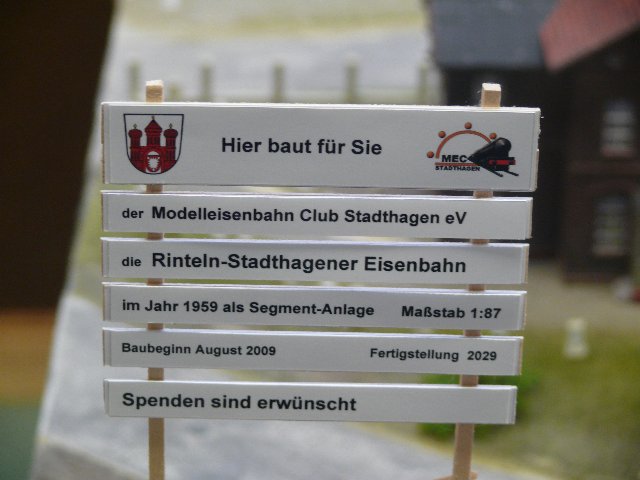 Hier baut für Sie
MEC
STADTHAGEN
der Modelleisenbahn Club Stadthagen eV
die Rinteln-Stadthagener Eisenbahn
im Jahr 1959 als Segment-Anlage Maßstab 1:87
Baubeginn August 2009 Fertigstellung 2029
Spenden sind erwünscht